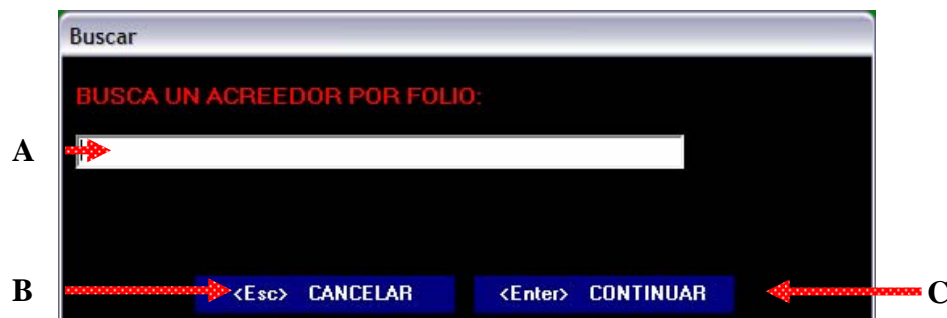 Buscar
BUSCA UN ACREEDOR POR FOLIO:
A
B <Esc> CANCELAR <Enter> CONTINUAR C